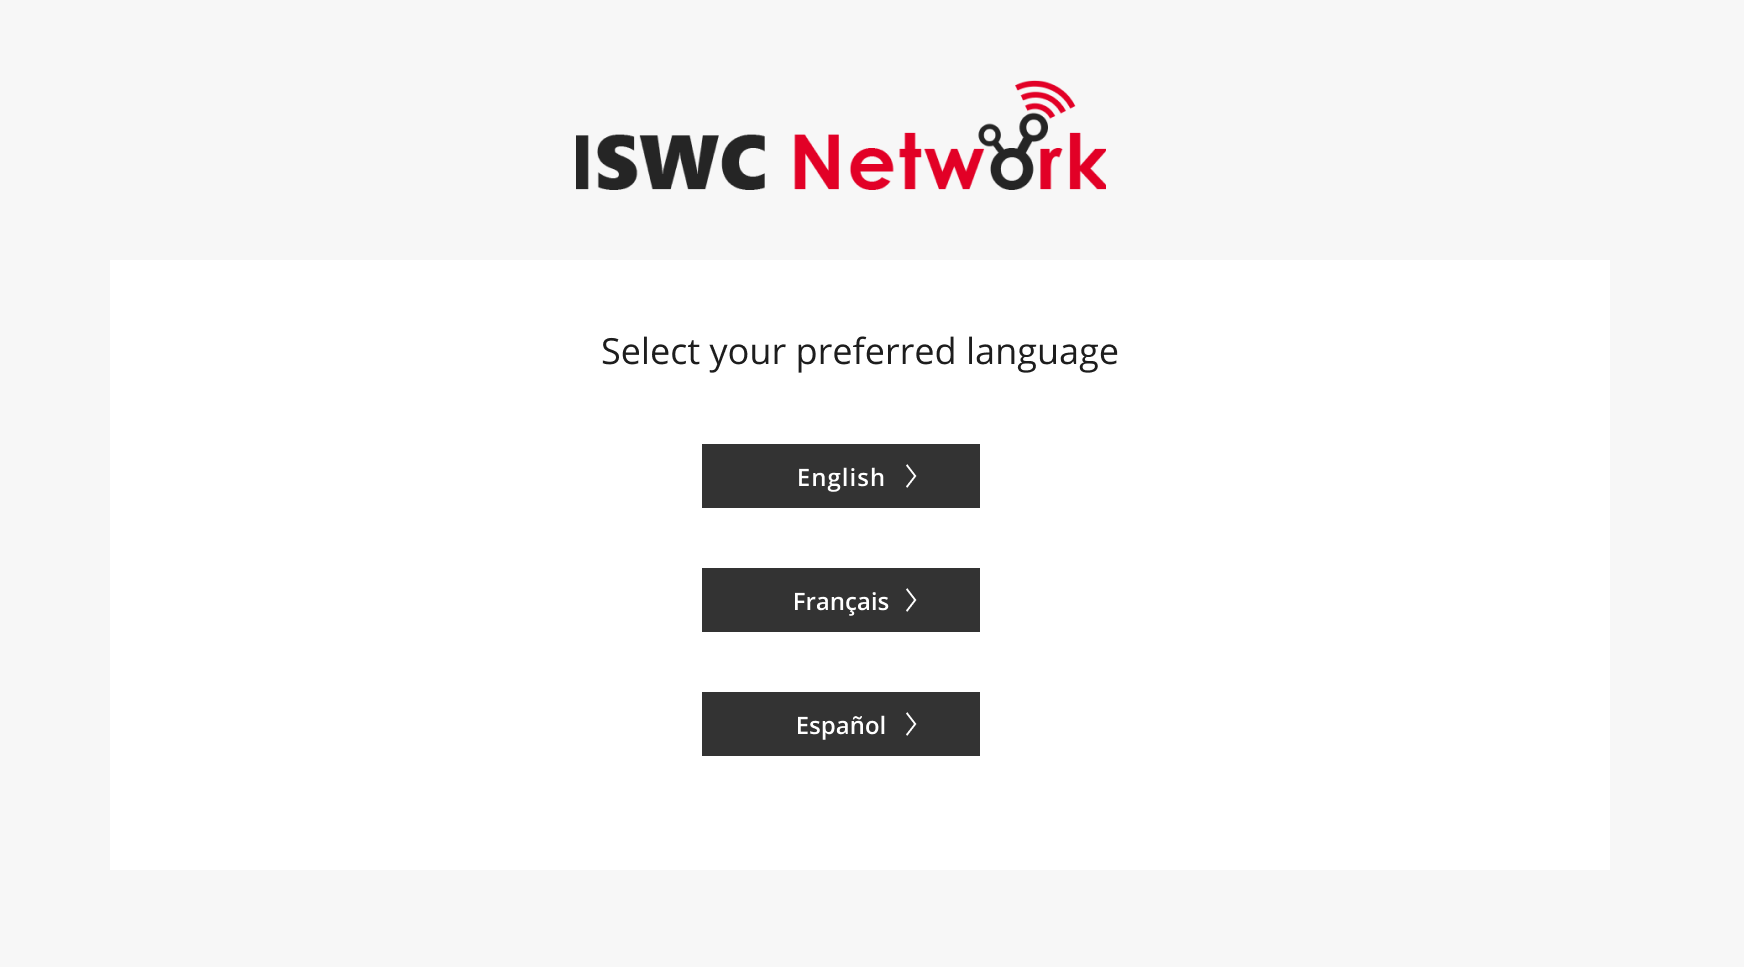 ISWC Network
Select your preferred language
English
Français
Español